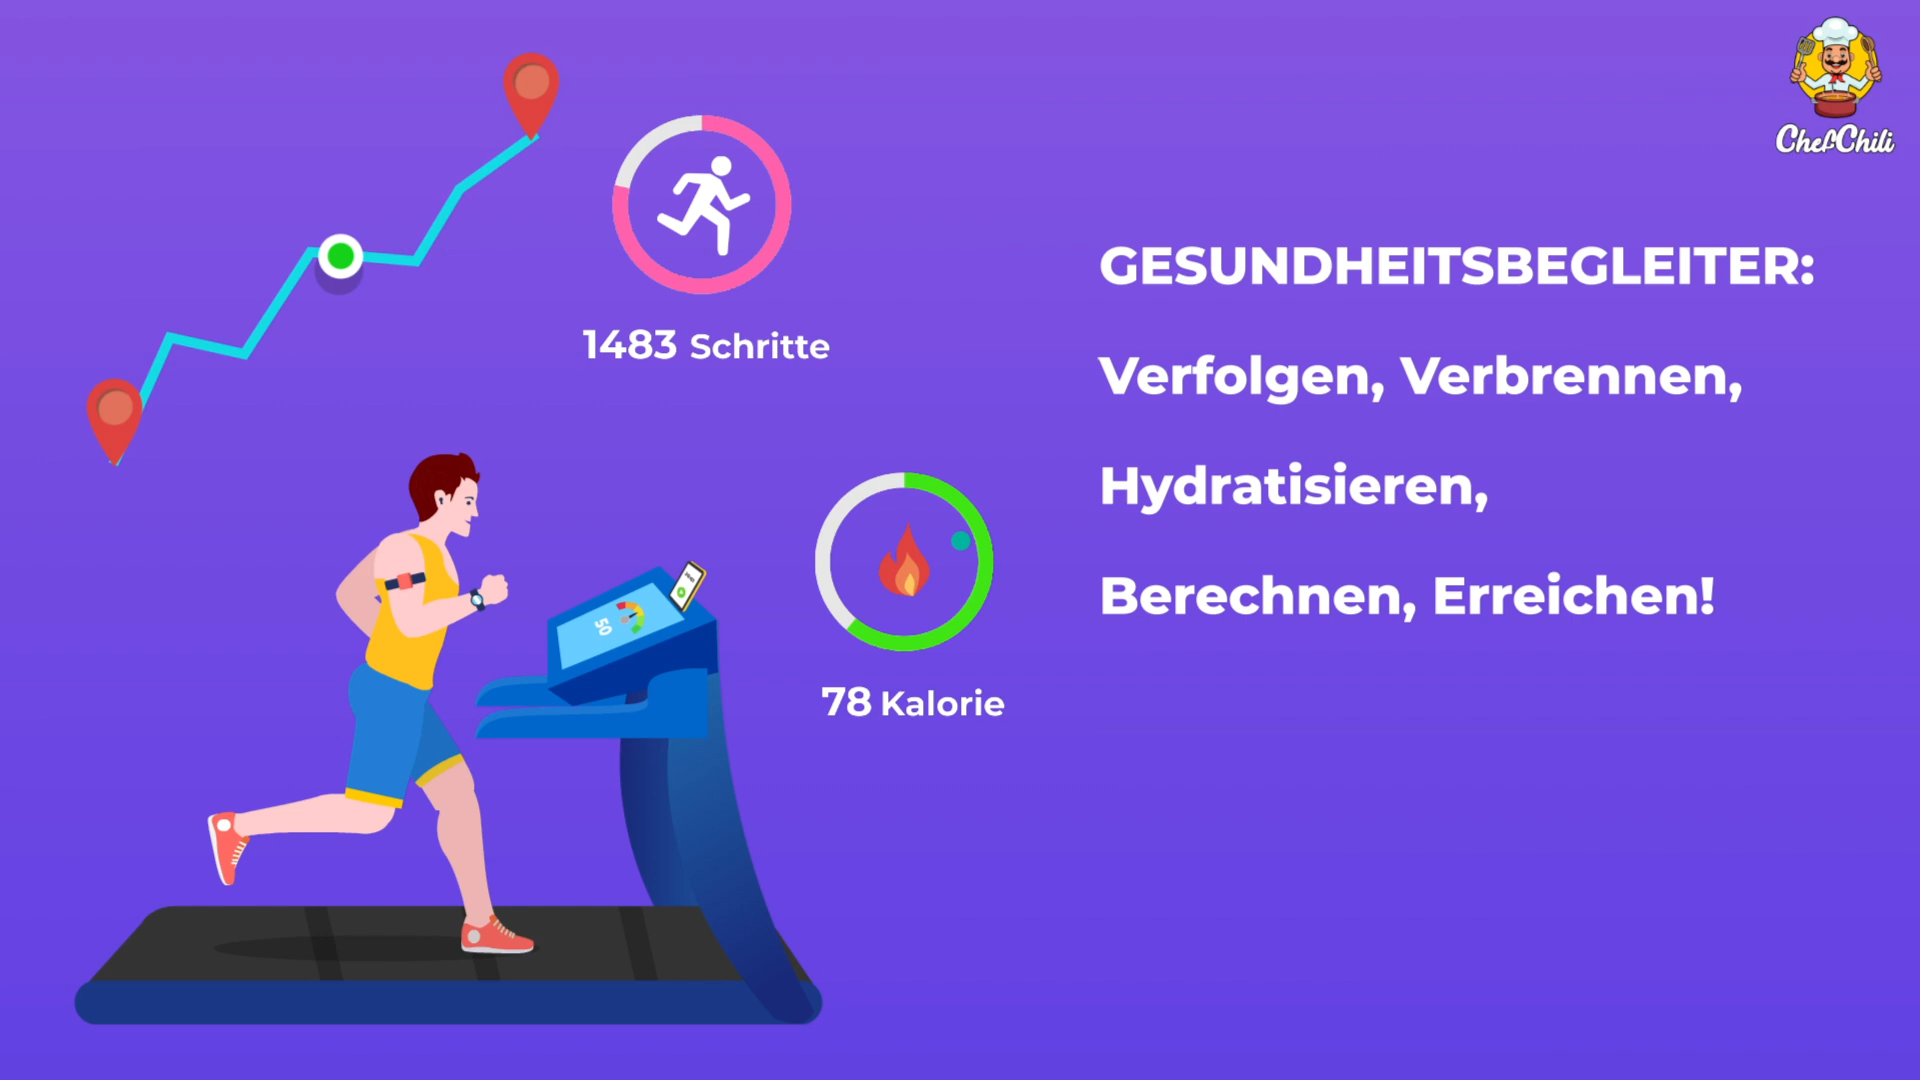 ChefChili
1483 Schritte
GESUNDHEITSBEGLEITER:
Verfolgen, Verbrennen,
Hydratisieren,
Berechnen, Erreichen!
50
78 Kalorie